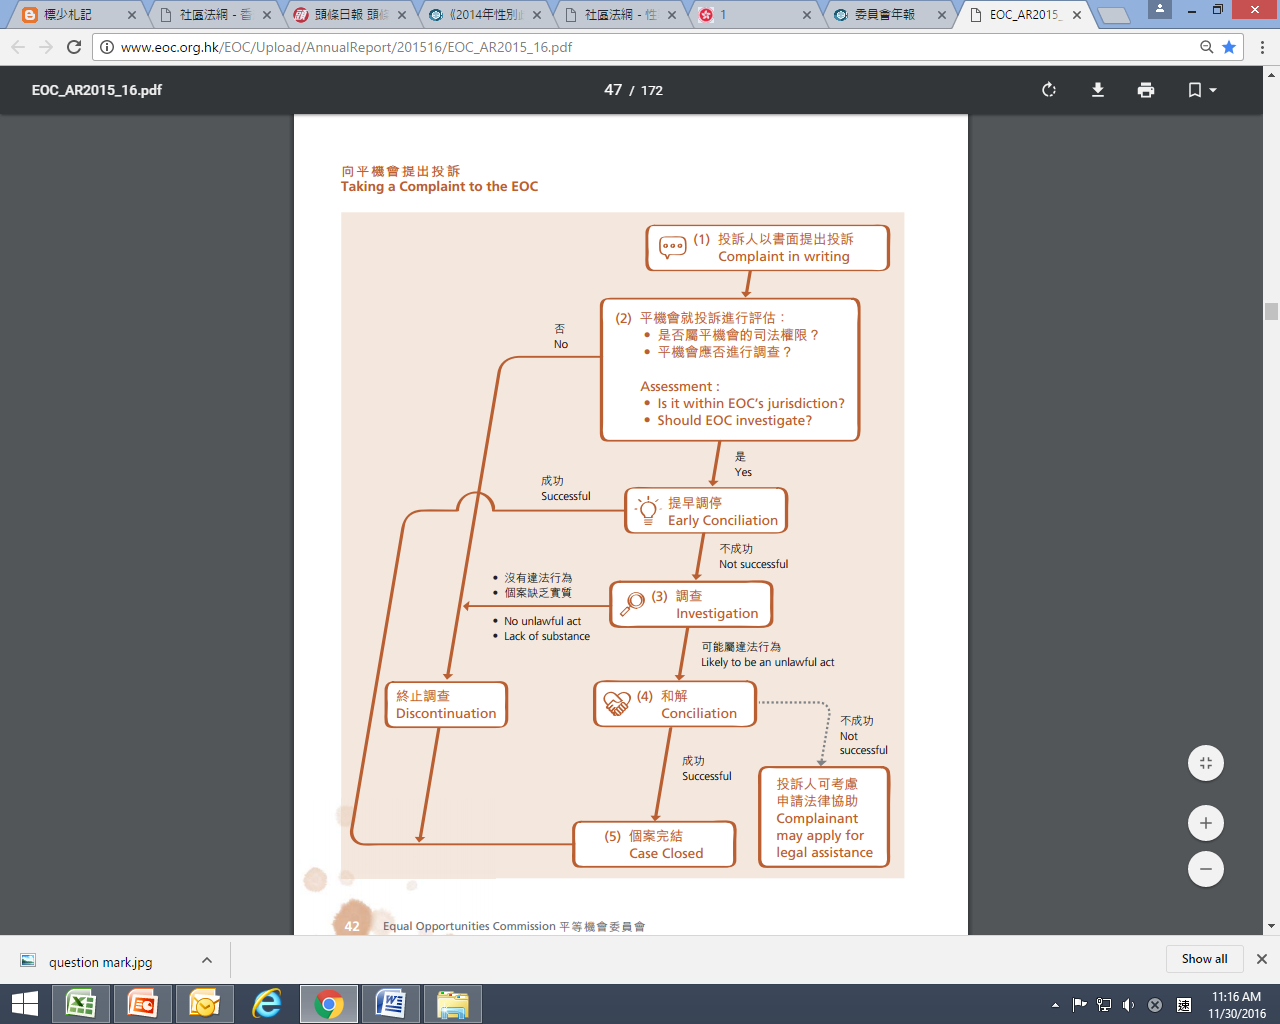 標少札記
社區法網 - 香
頭條日報 頭條
《2014年性別
社區法網 - 性
1
委員會年報
EOC_AR2015_
www.eoc.org.hk/EOC/Upload/AnnualReport/201516/EOC_AR2015_16.pdf
EOC_AR2015_16.pdf
47 / 172
向平機會提出投訴
Taking a Complaint to the EOC
(1) 投訴人以書面提出投訴
Complaint in writing
(2) 平機會就投訴進行評估：
• 是否屬平機會的司法權限？
• 平機會應否進行調查？
Assessment :
• Is it within EOC's jurisdiction?
• Should EOC investigate?
否
No
是
Yes
成功
Successful
提早調停
Early Conciliation
不成功
Not successful
• 沒有違法行為
• 個案缺乏實質
• No unlawful act
• Lack of substance
(3) 調查
Investigation
可能屬違法行為
Likely to be an unlawful act
終止調查
Discontinuation
(4) 和解
Conciliation
不成功
Not
successful
成功
Successful
投訴人可考慮
申請法律協助
Complainant
may apply for
legal assistance
(5) 個案完結
Case Closed
42 Equal Opportunities Commission 平等機會委員會
question mark.jpg
Show all
速
11:16 AM
11/30/2016